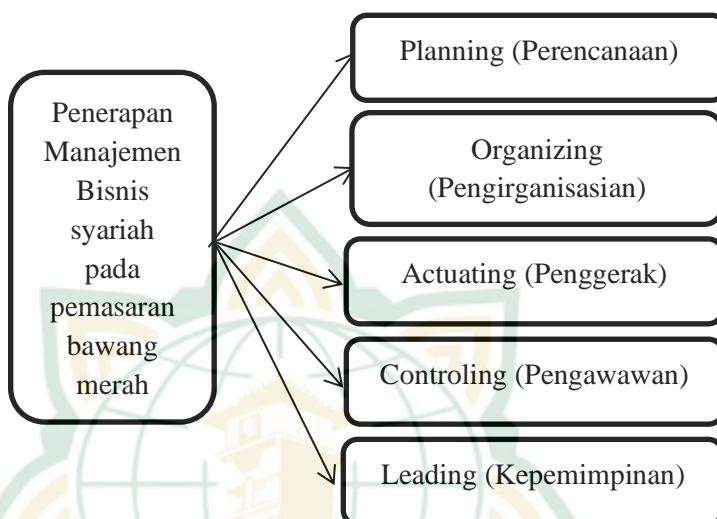 Penerapan
Manajemen
Bisnis
syariah
pada
pemasaran
bawang
merah
Planning (Perencanaan)
Organizing
(Pengirganisasian)
Actuating (Penggerak)
Controling (Pengawawan)
Leading (Kepemimpinan)